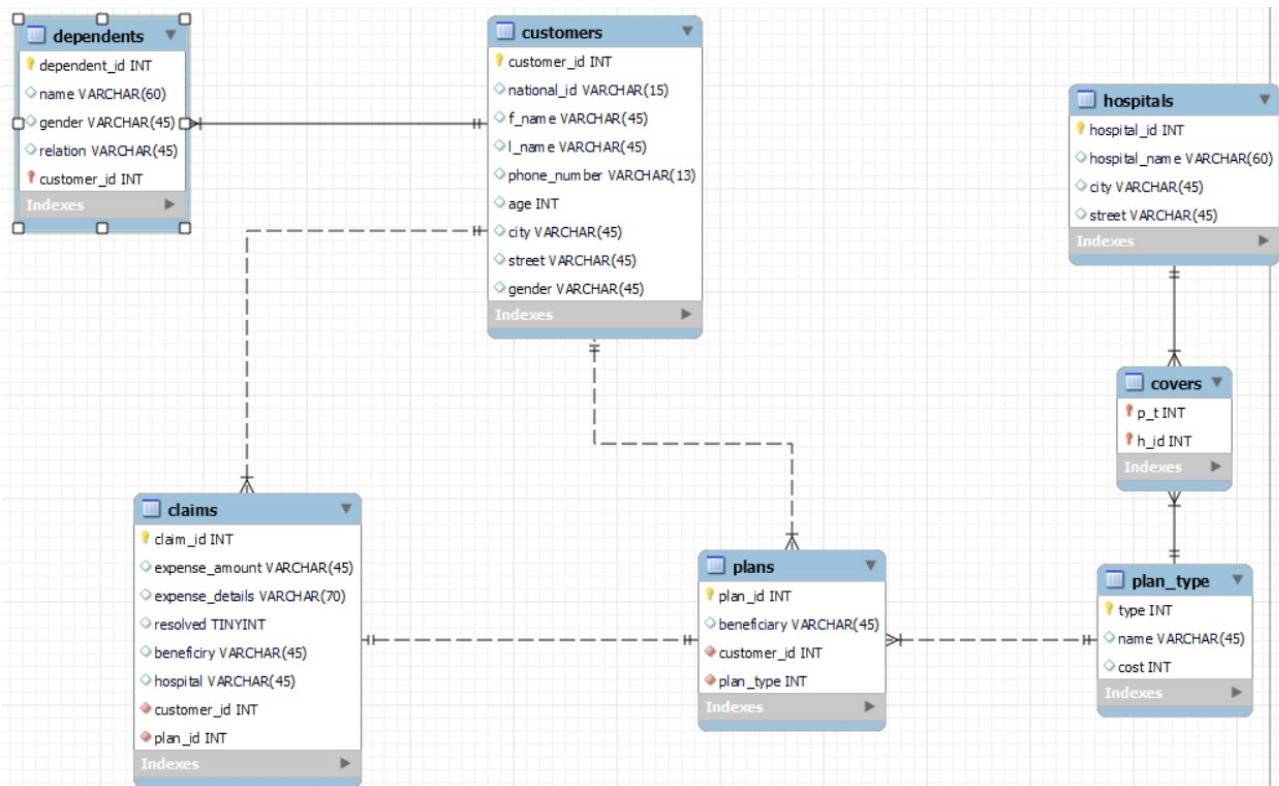 dependents
dependent_id INT
name VARCHAR(60)
gender VARCHAR(45)
relation VARCHAR(45)
customer_id INT
Indexes
customers
customer_id INT
national_id VARCHAR(15)
f_name VARCHAR(45)
l_name VARCHAR(45)
phone_number VARCHAR(13)
age INT
city VARCHAR(45)
street VARCHAR(45)
gender VARCHAR(45)
Indexes
hospitals
hospital_id INT
hospital_name VARCHAR(60)
city VARCHAR(45)
street VARCHAR(45)
Indexes
covers
p_t INT
h_id INT
Indexes
claims
claim_id INT
expense_amount VARCHAR(45)
expense_details VARCHAR(70)
resolved TINYINT
beneficiry VARCHAR(45)
hospital VARCHAR(45)
customer_id INT
plan_id INT
Indexes
plans
plan_id INT
beneficiary VARCHAR(45)
customer_id INT
plan_type INT
Indexes
plan_type
type INT
name VARCHAR(45)
cost INT
Indexes